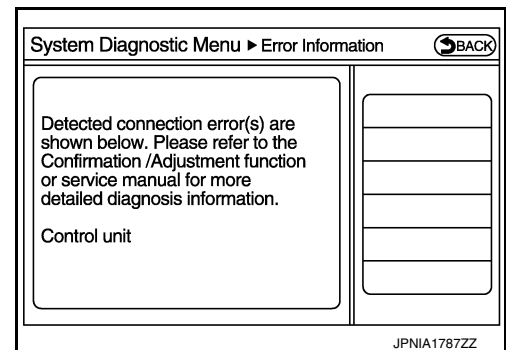 System Diagnostic Menu ▶ Error Information
BACK
Detected connection error(s) are
shown below. Please refer to the
Confirmation /Adjustment function
or service manual for more
detailed diagnosis information.
Control unit
JPNIA1787ZZ